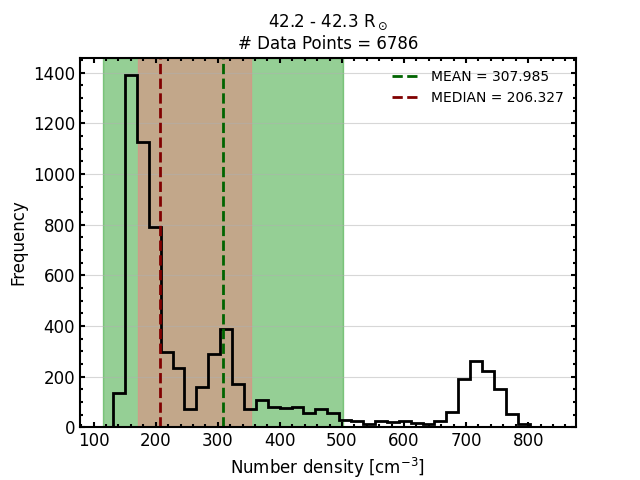 42.2 - 42.3 R⊙
# Data Points = 6786
MEAN = 307.985
MEDIAN = 206.327
Frequency
1400
1200
1000
800
600
400
200
0
100 200 300 400 500 600 700 800
Number density [cm⁻³]